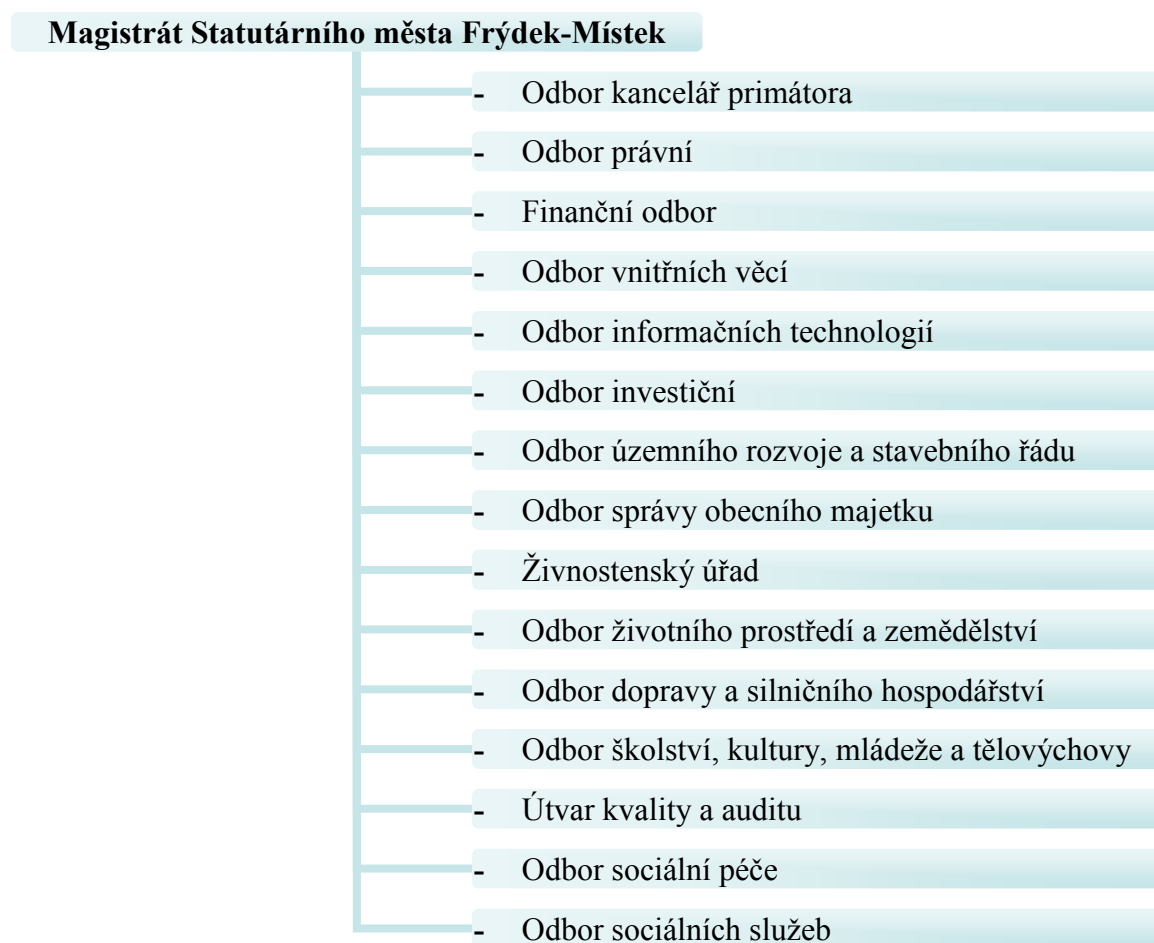 Magistrát Statutárního města Frýdek-Místek
- Odbor kancelář primátora
- Odbor právní
- Finanční odbor
- Odbor vnitřních věcí
- Odbor informačních technologií
- Odbor investiční
- Odbor územního rozvoje a stavebního řádu
- Odbor správy obecního majetku
- Živnostenský úřad
- Odbor životního prostředí a zemědělství
- Odbor dopravy a silničního hospodářství
- Odbor školství, kultury, mládeže a tělovýchovy
- Útvar kvality a auditu
- Odbor sociální péče
- Odbor sociálních služeb